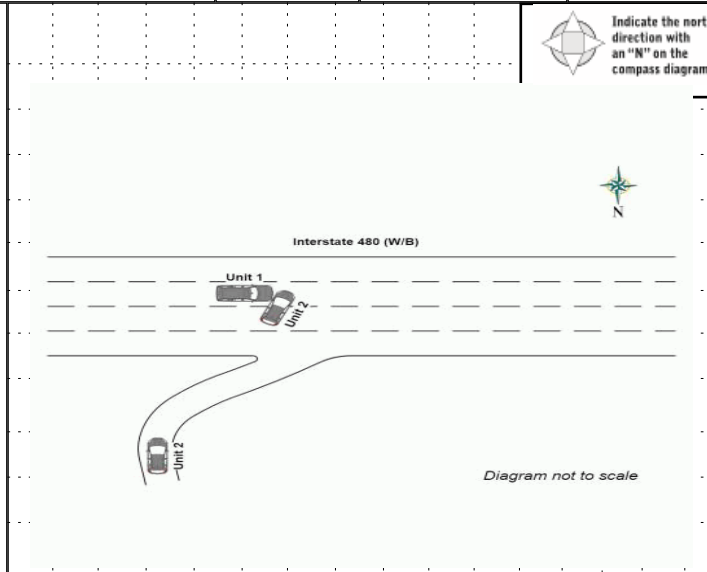 Indicate the nort
direction with
an "N" on the
compass diagram
N
Interstate 480 (W/B)
Unit 1
Unit 2
Unit 2
Diagram not to scale